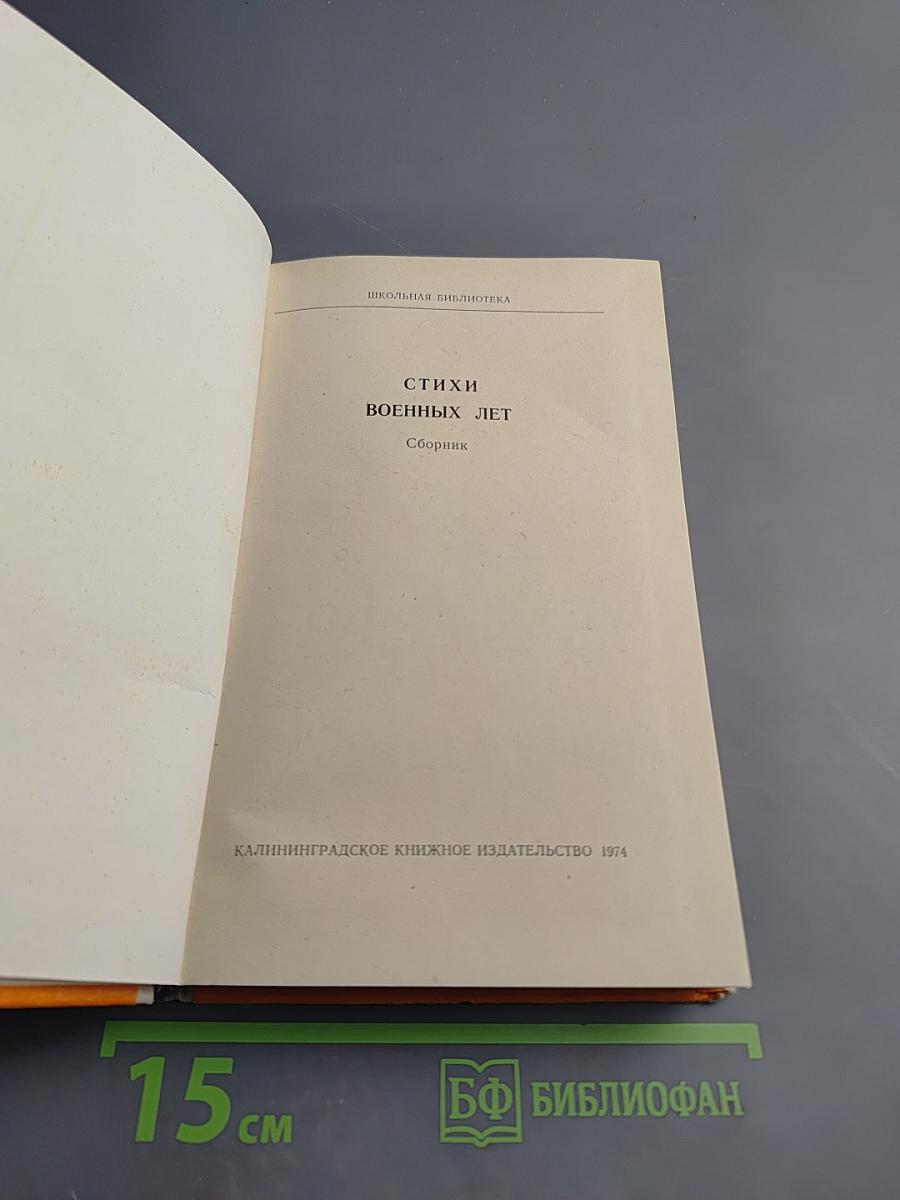 ШКОЛЬНАЯ БИБЛИОТЕКА
СТИХИ
ВОЕННЫХ ЛЕТ
Сборник
КАЛИНИНГРАДСКОЕ КНИЖНОЕ ИЗДАТЕЛЬСТВО 1974
15 см
БФ БИБЛИОФАН